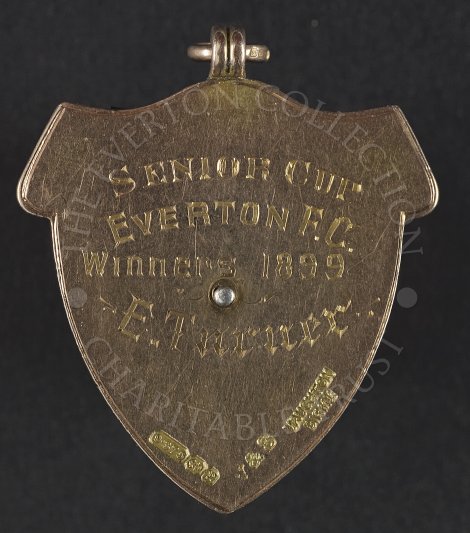 SENIOR CUP
EVERTON F.C.
Winners 1899
E. Turner
THE EVERTON COLLECTION
CHARITABLE TRUST